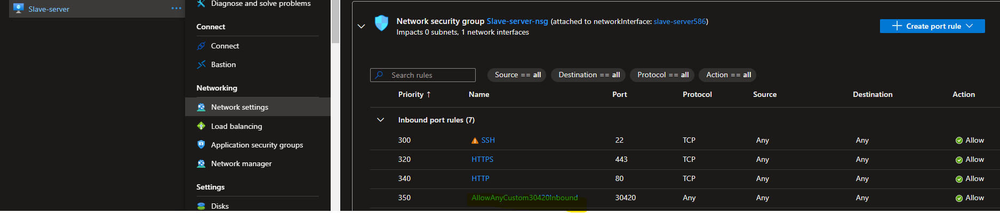 Slave-server
Diagnose and solve problems
Connect
Connect
Bastion
Networking
Network settings
Load balancing
Application security groups
Network manager
Settings
Disks
Network security group Slave-server-nsg (attached to networkInterface: slave-server586)
Impacts 0 subnets, 1 network interfaces
Create port rule
Search rules
Source == all
Destination == all
Protocol == all
Action == all
Priority ↑ Name Port Protocol Source Destination Action
Inbound port rules (7)
300 SSH 22 TCP Any Any Allow
320 HTTPS 443 TCP Any Any Allow
340 HTTP 80 TCP Any Any Allow
350 AllowAnyCustom30420Inbound 30420 Any Any Any Allow